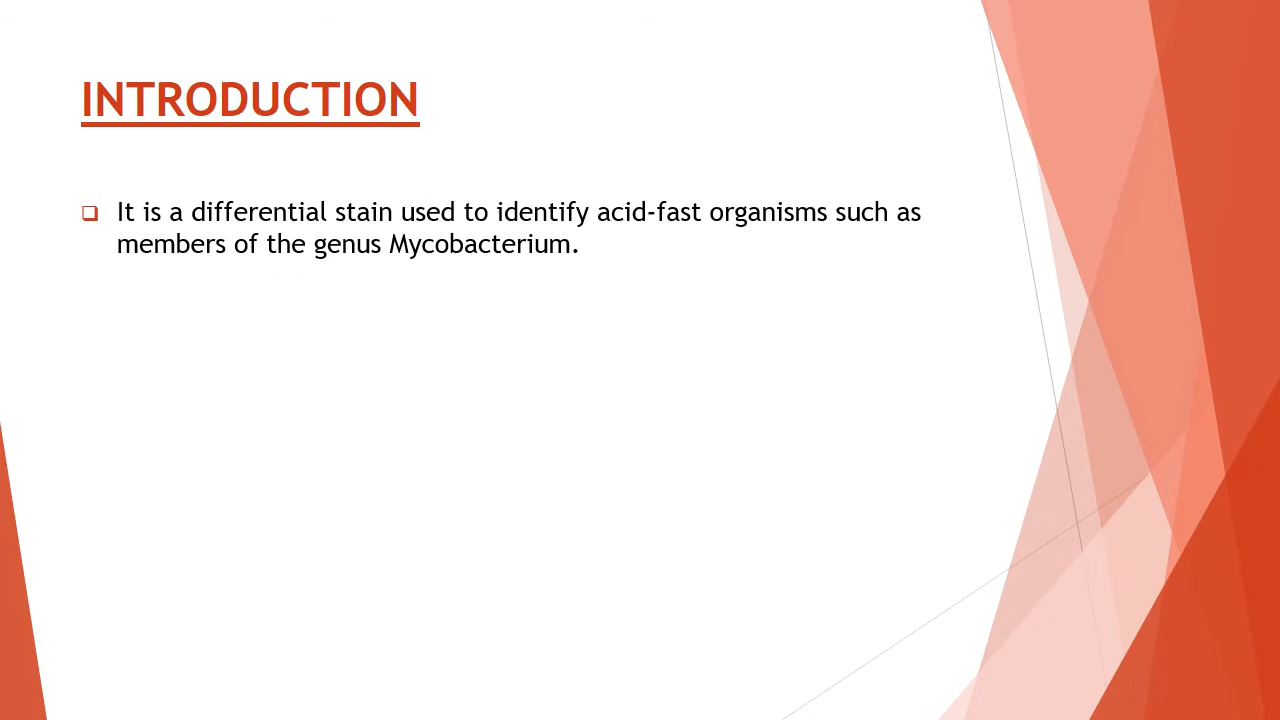 INTRODUCTION
It is a differential stain used to identify acid-fast organisms such as
members of the genus Mycobacterium.